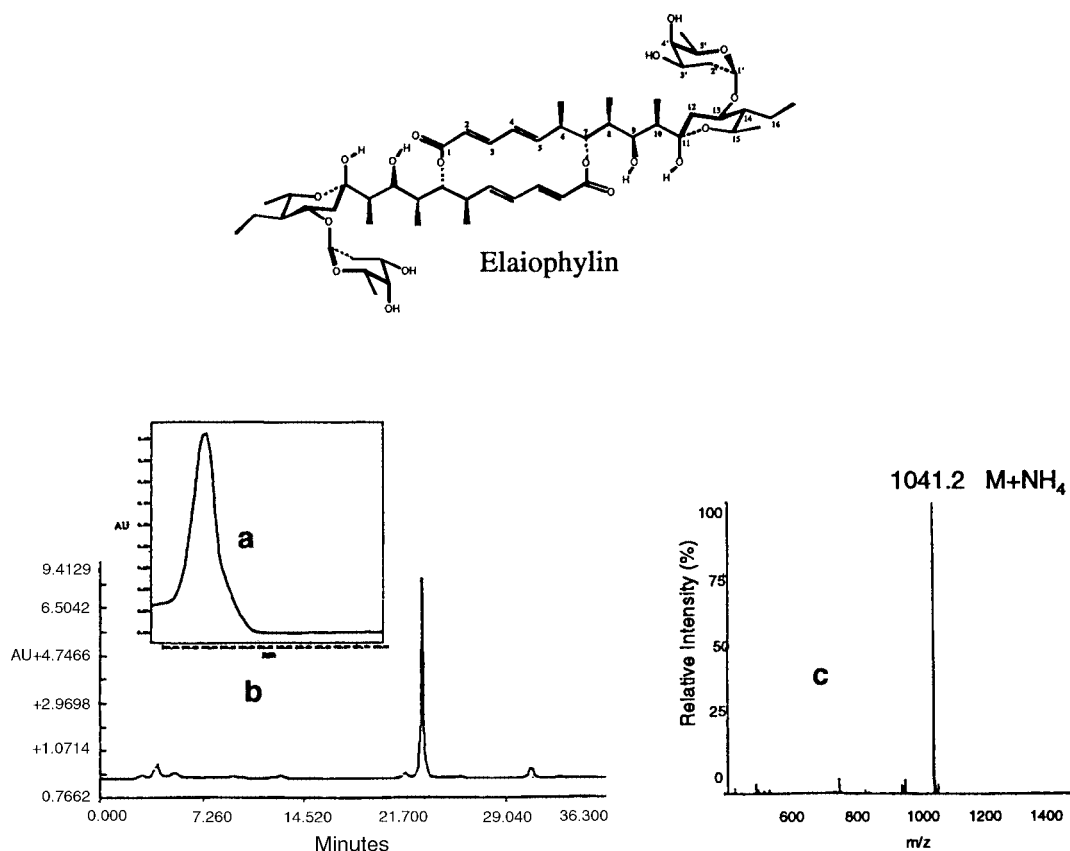 OH
4'
5'
O
HO
3'
2'
1'
O
12
13
14
16
O
15
11
10
9
8
7
6
5
4
3
2
1
O
O
O
O
O
H
O
H
H
O
H
O
O
O
O
OH
OH
Elaiophylin
AU
a
9.4129
6.5042
AU+4.7466
+2.9698
+1.0714
0.7662
b
0.000 7.260 14.520 21.700 29.040 36.300
Minutes
1041.2 M+NH4
Relative Intensity (%)
100
75
50
25
0
c
600 800 1000 1200 1400
m/z